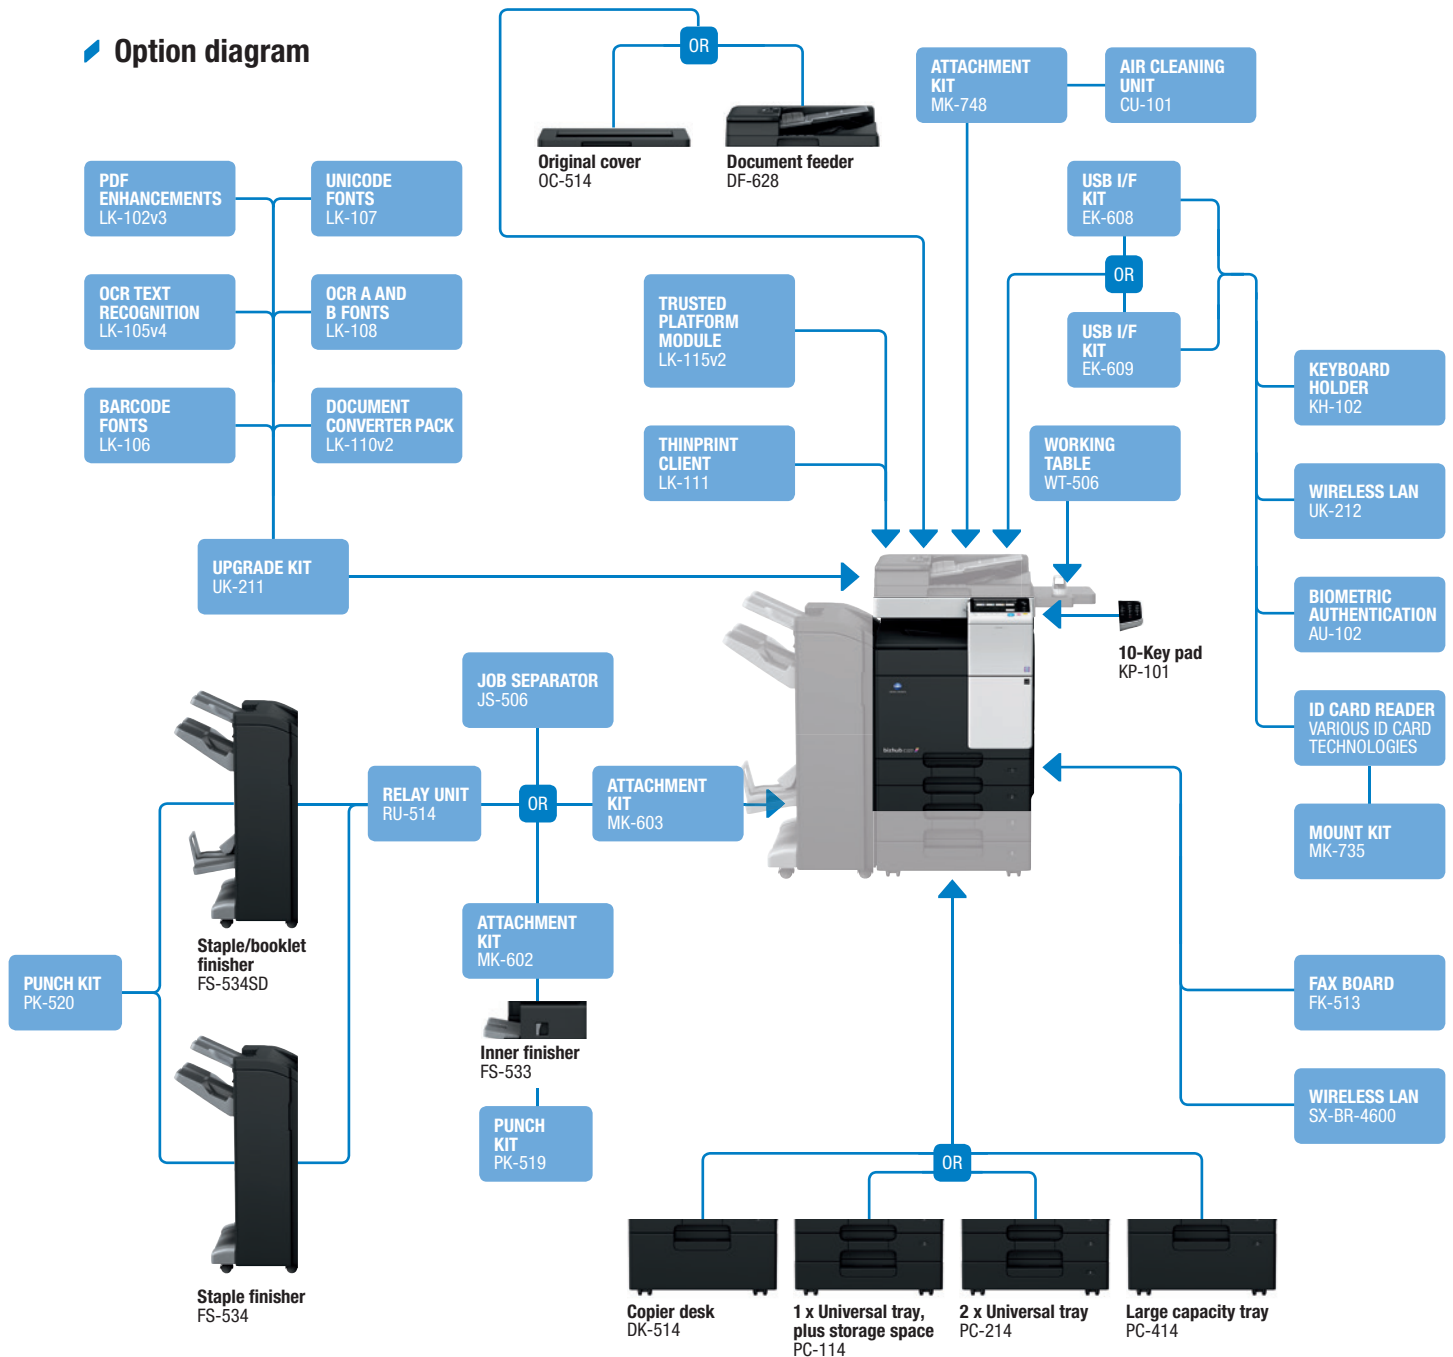 Option diagram
OR
Original cover
OC-514
Document feeder
DF-628
ATTACHMENT
KIT
MK-748
AIR CLEANING
UNIT
CU-101
PDF
ENHANCEMENTS
LK-102v3
UNICODE
FONTS
LK-107
OCR TEXT
RECOGNITION
LK-105v4
OCR A AND
B FONTS
LK-108
BARCODE
FONTS
LK-106
DOCUMENT
CONVERTER PACK
LK-110v2
UPGRADE KIT
UK-211
TRUSTED
PLATFORM
MODULE
LK-115v2
THINPRINT
CLIENT
LK-111
USB I/F
KIT
EK-608
OR
USB I/F
KIT
EK-609
WORKING
TABLE
WT-506
KEYBOARD
HOLDER
KH-102
WIRELESS LAN
UK-212
BIOMETRIC
AUTHENTICATION
AU-102
ID CARD READER
VARIOUS ID CARD
TECHNOLOGIES
MOUNT KIT
MK-735
10-Key pad
KP-101
bizhub
JOB SEPARATOR
JS-506
RELAY UNIT
RU-514
OR
ATTACHMENT
KIT
MK-603
ATTACHMENT
KIT
MK-602
Inner finisher
FS-533
PUNCH
KIT
PK-519
Staple/booklet
finisher
FS-534SD
PUNCH KIT
PK-520
Staple finisher
FS-534
FAX BOARD
FK-513
WIRELESS LAN
SX-BR-4600
OR
Copier desk
DK-514
1 x Universal tray,
plus storage space
PC-114
2 x Universal tray
PC-214
Large capacity tray
PC-414